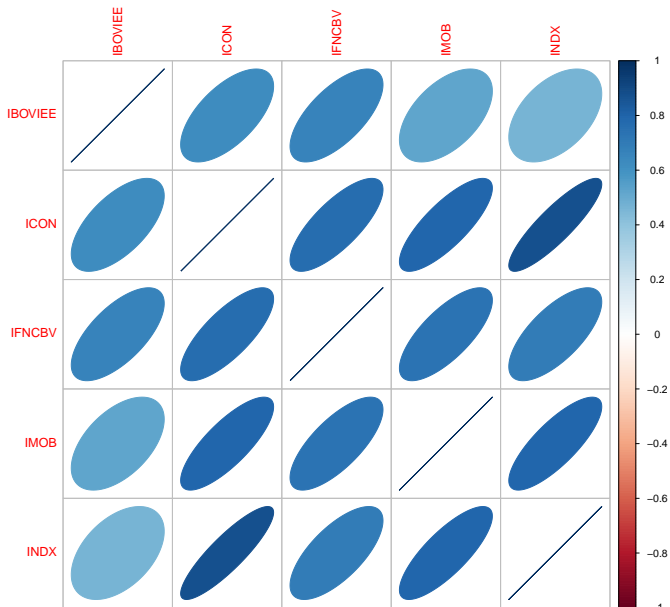 IBOVIEE
ICON
IFNCBV
IMOB
INDX
IBOVIEE
ICON
IFNCBV
IMOB
INDX
1
0.8
0.6
0.4
0.2
0
−0.2
−0.4
−0.6
−0.8
−1